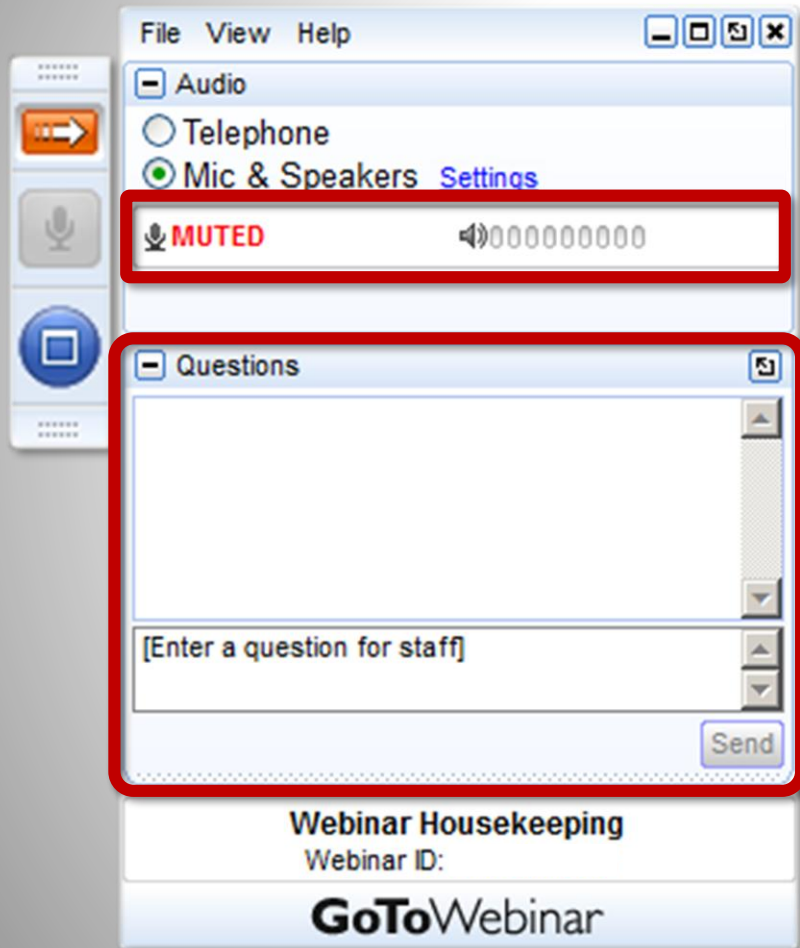 File View Help
Audio
Telephone
Mic & Speakers Settings
MUTED
Questions
[Enter a question for staff]
Send
Webinar Housekeeping
Webinar ID:
GoToWebinar